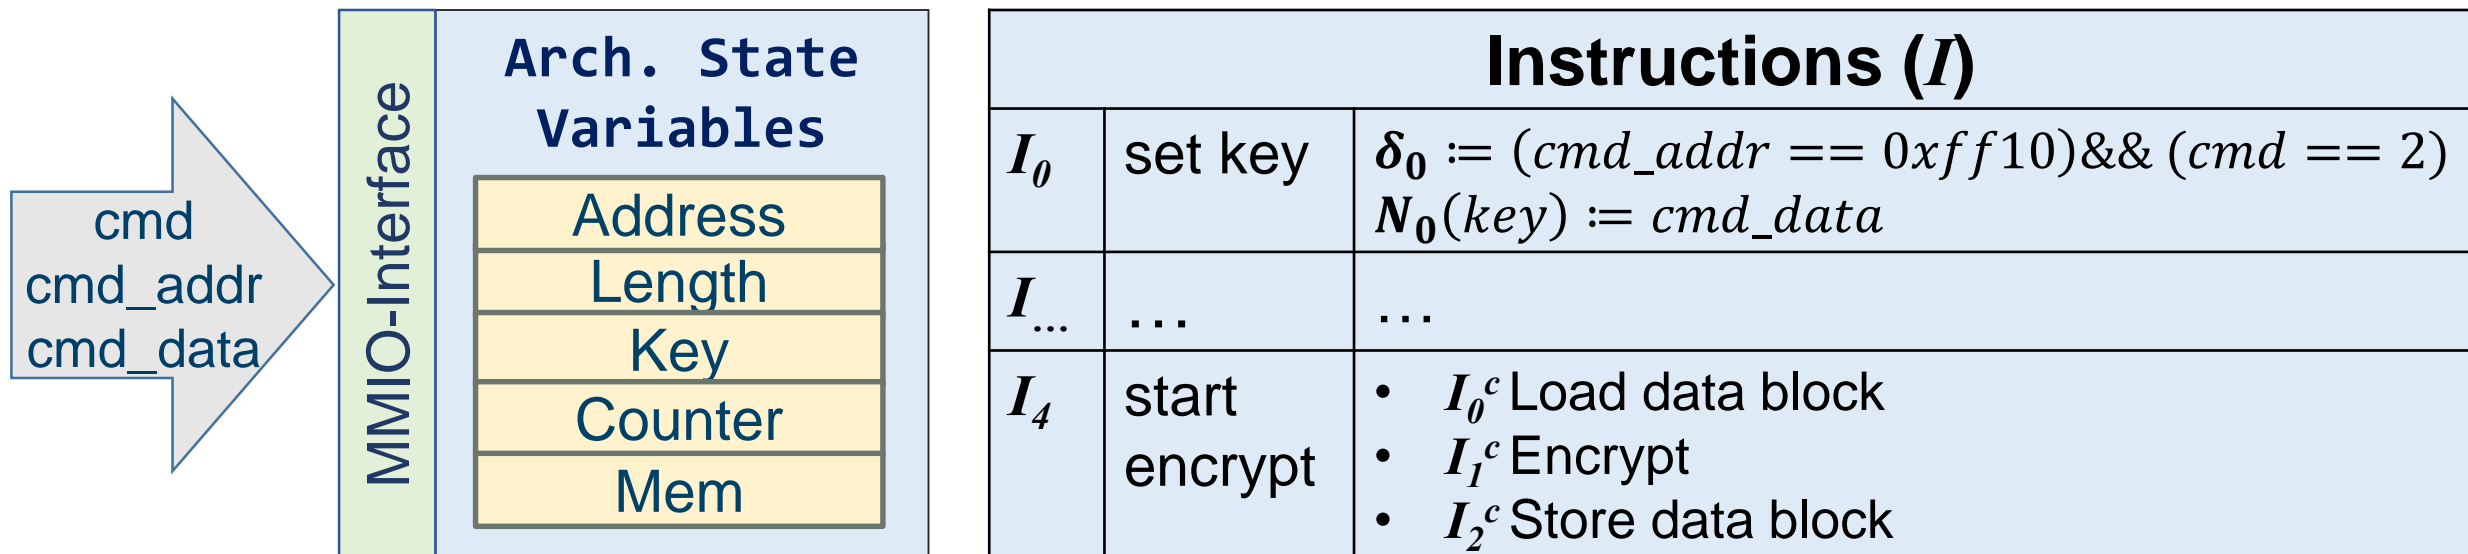 cmd
cmd_addr
cmd_data
MMIO-Interface
Arch. State
Variables
Address
Length
Key
Counter
Mem
Instructions (I)
I₀ set key δ₀ ≔ (cmd_addr == 0xff10)&& (cmd == 2)
N₀(key) ≔ cmd_data
I... … …
I₄ start encrypt
• I₀ᶜ Load data block
• I₁ᶜ Encrypt
• I₂ᶜ Store data block